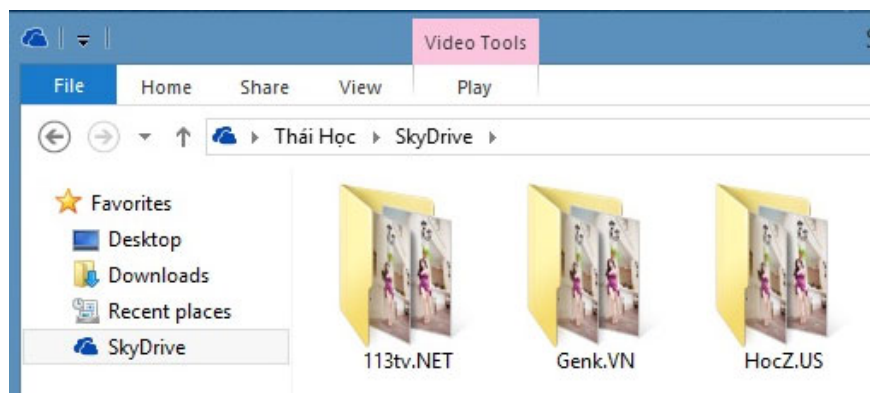 Video Tools
S
File Home Share View Play
Thái Học SkyDrive
Favorites
Desktop
Downloads
Recent places
SkyDrive
113tv.NET Genk.VN HocZ.US